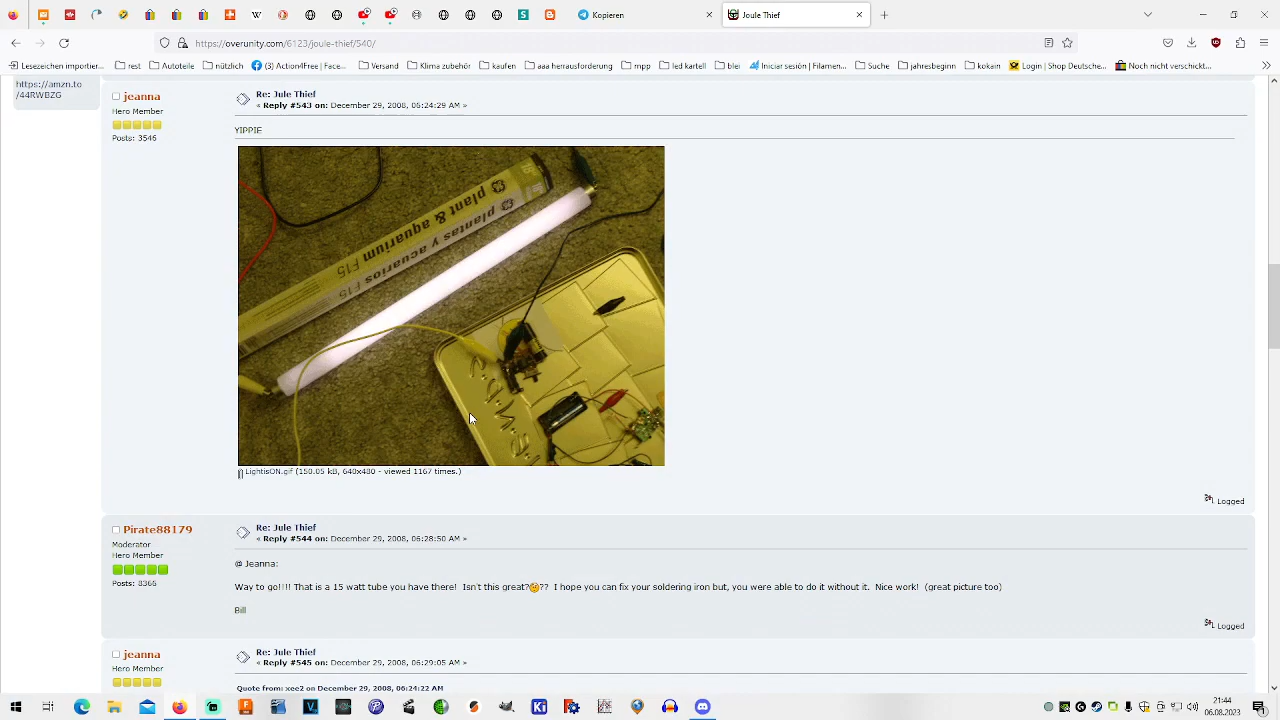 Kopieren
Joule Thief
https://overunity.com/6123/joule-thief/540/
Leszeichen importier...
rest
Autoteile
nützlich
(3) Action4Free | Face...
Versand
Klima zubehör
kaufen
aaa herrausforderung
mpp
led kartell
blei
Iniciar sesión | Filamen...
Suche
jahresbeginn
kokain
Login | Shop Deutsche...
Noch nicht verschickt...
https://amzn.to
/44RWBZG
jeanna
Hero Member
Posts: 3546
Re: Jule Thief
« Reply #543 on: December 29, 2008, 06:24:29 AM »
YIPPIE
plant & aquarium
plantas y acuarios F15
F15
LightisON.gif (150.05 kB, 640x480 - viewed 1167 times.)
Logged
Pirate88179
Moderator
Hero Member
Posts: 8366
Re: Jule Thief
« Reply #544 on: December 29, 2008, 06:28:50 AM »
@ Jeanna:
Way to go!!!! That is a 15 watt tube you have there! Isn't this great??? I hope you can fix your soldering iron but, you were able to do it without it. Nice work! (great picture too)
Bill
Logged
jeanna
Hero Member
Re: Jule Thief
« Reply #545 on: December 29, 2008, 06:29:05 AM »
Quote from: xee2 on December 29, 2008, 06:24:22 AM
21:44
06.09.2023